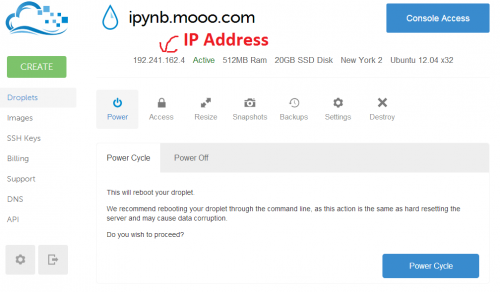 ipynb.mooo.com
Console Access
IP Address
192.241.162.4 Active 512MB Ram 20GB SSD Disk New York 2 Ubuntu 12.04 x32
CREATE
Droplets
Images
SSH Keys
Billing
Support
DNS
API
Power Access Resize Snapshots Backups Settings Destroy
Power Cycle Power Off
This will reboot your droplet.
We recommend rebooting your droplet through the command line, as this action is the same as hard resetting the
server and may cause data corruption.
Do you wish to proceed?
Power Cycle